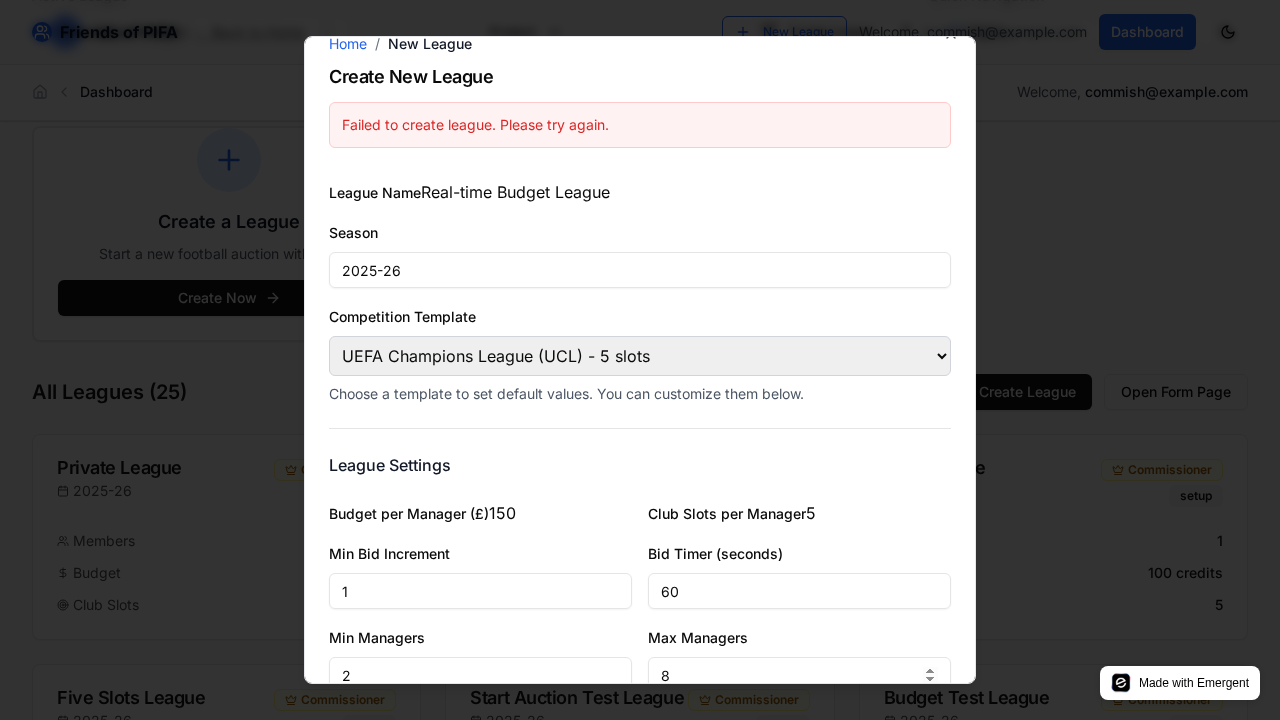 Friends of PIFA
New League
Welcome, commish@example.com
Dashboard
Dashboard
Welcome, commish@example.com
Home / New League
Create New League
Failed to create league. Please try again.
League NameReal-time Budget League
Season
2025-26
Competition Template
UEFA Champions League (UCL) - 5 slots
Choose a template to set default values. You can customize them below.
League Settings
Budget per Manager (£)150
Club Slots per Manager5
Min Bid Increment
Bid Timer (seconds)
1
60
Min Managers
Max Managers
2
8
Create a League
Start a new football auction wit
Create Now
All Leagues (25)
Create League
Open Form Page
Private League
Commissioner
2025-26
setup
Members
1
Budget
100 credits
Club Slots
5
Five Slots League
Commissioner
Start Auction Test League
Commissioner
Budget Test League
Commissioner
2025-26
2025-26
2025-26
Made with Emergent